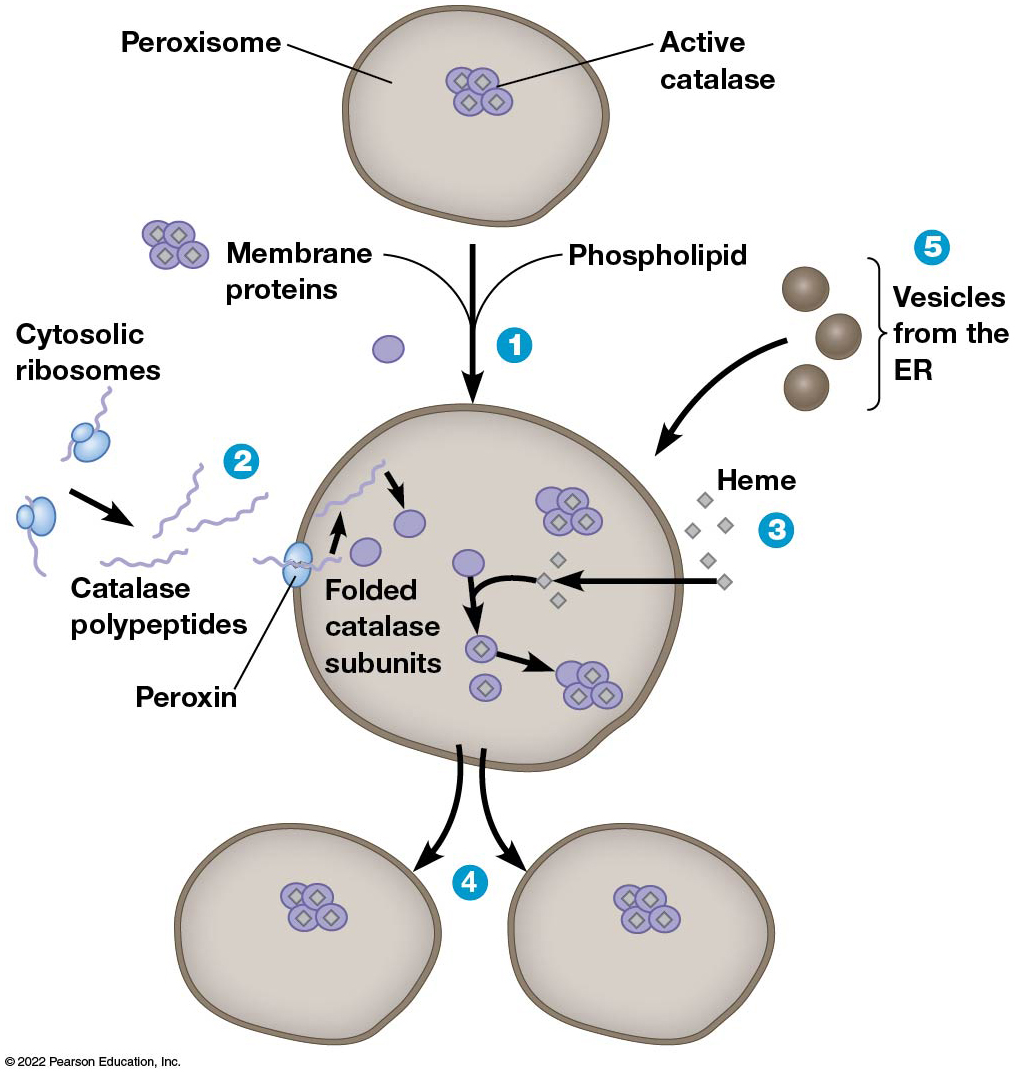 Peroxisome
Active
catalase
Membrane
proteins
Phospholipid
5
Vesicles
from the
ER
Cytosolic
ribosomes
1
2
Heme
3
Catalase
polypeptides
Folded
catalase
subunits
Peroxin
4
© 2022 Pearson Education, Inc.